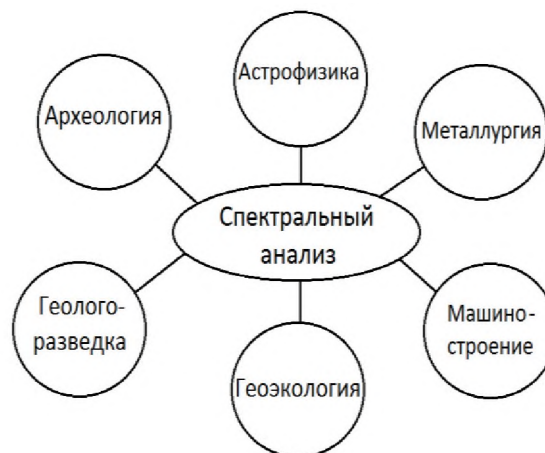 Астрофизика
Археология
Металлургия
Спектральный
анализ
Геолого-
разведка
Машино-
строение
Геоэкология